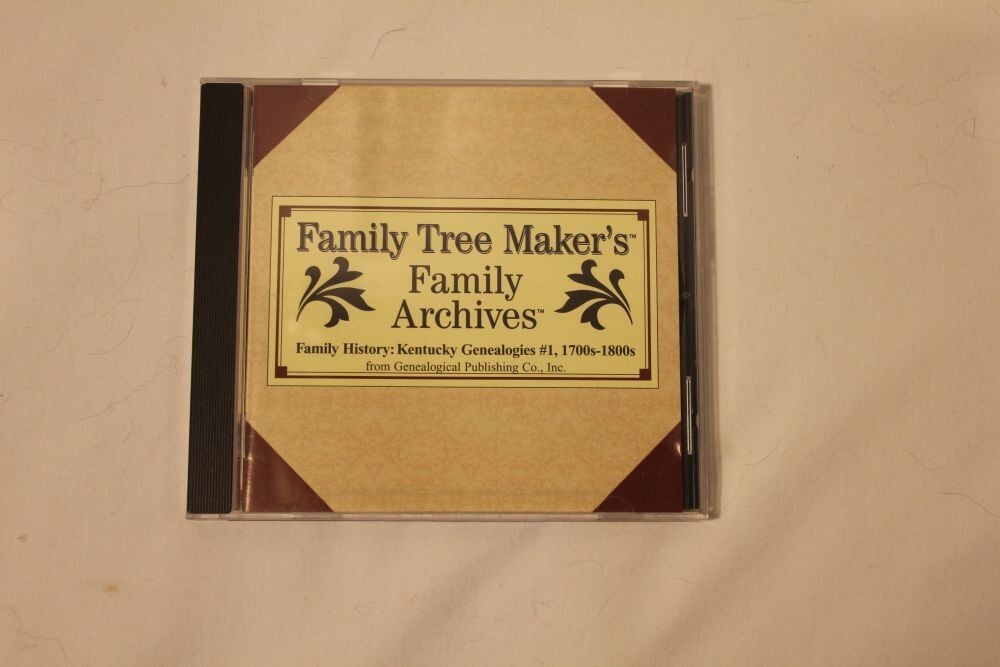 Family Tree Maker's™
Family
Archives™
Family History: Kentucky Genealogies #1, 1700s-1800s
from Genealogical Publishing Co., Inc.